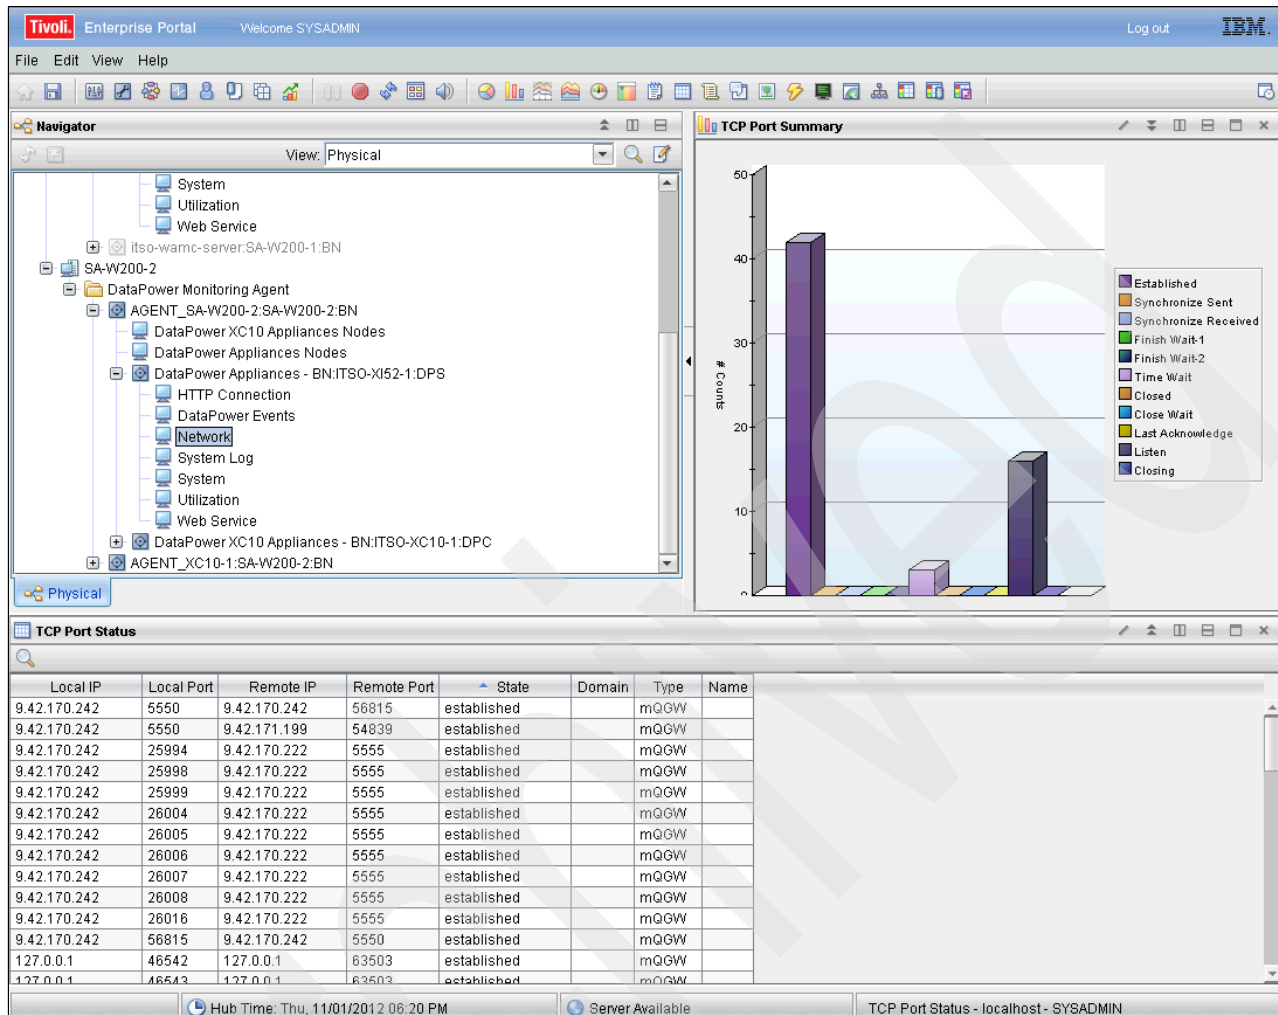 Tivoli. Enterprise Portal Welcome SYSADMIN Log out IBM.
File Edit View Help
Navigator
View: Physical
System
Utilization
Web Service
itso-wamc-server:SA-W200-1:BN
SA-W200-2
DataPower Monitoring Agent
AGENT_SA-W200-2:SA-W200-2:BN
DataPower XC10 Appliances Nodes
DataPower Appliances Nodes
DataPower Appliances - BN:ITSO-XI52-1:DPS
HTTP Connection
DataPower Events
Network
System Log
System
Utilization
Web Service
DataPower XC10 Appliances - BN:ITSO-XC10-1:DPC
AGENT_XC10-1:SA-W200-2:BN
Physical
TCP Port Summary
50
40
30
20
10
0
# Counts
Established
Synchronize Sent
Synchronize Received
Finish Wait-1
Finish Wait-2
Time Wait
Closed
Close Wait
Last Acknowledge
Listen
Closing
TCP Port Status
Local IP Local Port Remote IP Remote Port State Domain Type Name
9.42.170.242 5550 9.42.170.242 56815 established mQGW
9.42.170.242 5550 9.42.171.199 54839 established mQGW
9.42.170.242 25994 9.42.170.222 5555 established mQGW
9.42.170.242 25998 9.42.170.222 5555 established mQGW
9.42.170.242 25999 9.42.170.222 5555 established mQGW
9.42.170.242 26004 9.42.170.222 5555 established mQGW
9.42.170.242 26005 9.42.170.222 5555 established mQGW
9.42.170.242 26006 9.42.170.222 5555 established mQGW
9.42.170.242 26007 9.42.170.222 5555 established mQGW
9.42.170.242 26008 9.42.170.222 5555 established mQGW
9.42.170.242 26016 9.42.170.222 5555 established mQGW
9.42.170.242 56815 9.42.170.242 5550 established mQGW
127.0.0.1 46542 127.0.0.1 63503 established mQGW
127.0.0.1 46543 127.0.0.1 63503 established mQGW
Hub Time: Thu, 11/01/2012 06:20 PM Server Available TCP Port Status - localhost - SYSADMIN